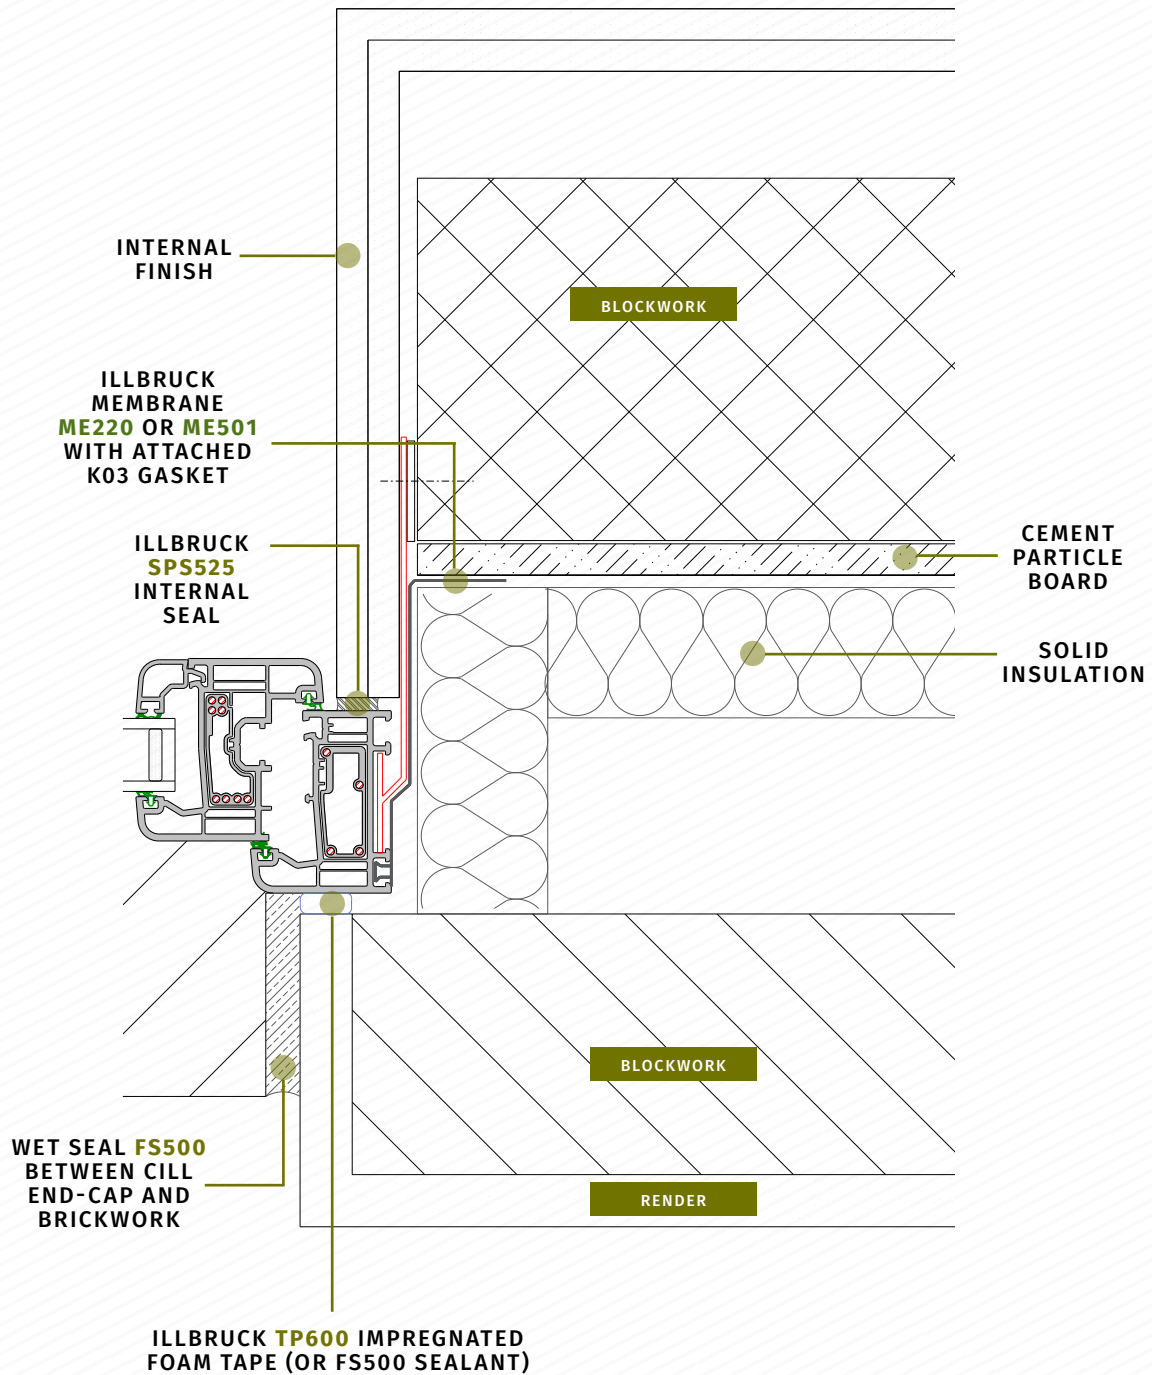 INTERNAL
FINISH
BLOCKWORK
ILLBRUCK
MEMBRANE
ME220 OR ME501
WITH ATTACHED
K03 GASKET
ILLBRUCK
SPS525
INTERNAL
SEAL
CEMENT
PARTICLE
BOARD
SOLID
INSULATION
BLOCKWORK
WET SEAL FS500
BETWEEN CILL
END-CAP AND
BRICKWORK
RENDER
ILLBRUCK TP600 IMPREGNATED
FOAM TAPE (OR FS500 SEALANT)